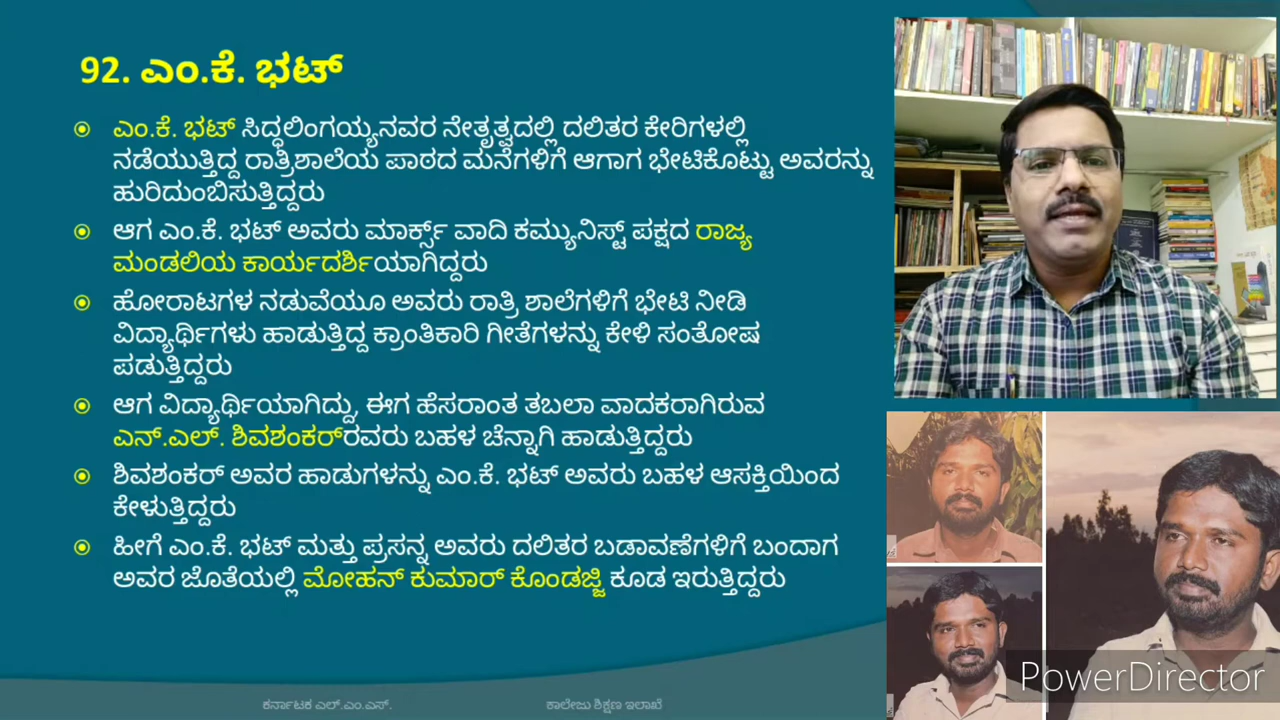 92. ಎಂ.ಕೆ. ಭಟ್
ಎಂ.ಕೆ. ಭಟ್ ಸಿದ್ಧಲಿಂಗಯ್ಯನವರ ನೇತೃತ್ವದಲ್ಲಿ ದಲಿತರ ಕೇರಿಗಳಲ್ಲಿ
ನಡೆಯುತ್ತಿದ್ದ ರಾತ್ರಿಶಾಲೆಯ ಪಾಠದ ಮನೆಗಳಿಗೆ ಆಗಾಗ ಭೇಟಿಕೊಟ್ಟು ಅವರನ್ನು
ಹುರಿದುಂಬಿಸುತ್ತಿದ್ದರು
ಆಗ ಎಂ.ಕೆ. ಭಟ್ ಅವರು ಮಾರ್ಕ್ಸ್ ವಾದಿ ಕಮ್ಯುನಿಸ್ಟ್ ಪಕ್ಷದ ರಾಜ್ಯ
ಮಂಡಲಿಯ ಕಾರ್ಯದರ್ಶಿಯಾಗಿದ್ದರು
ಹೋರಾಟಗಳ ನಡುವೆಯೂ ಅವರು ರಾತ್ರಿ ಶಾಲೆಗಳಿಗೆ ಭೇಟಿ ನೀಡಿ
ವಿದ್ಯಾರ್ಥಿಗಳು ಹಾಡುತ್ತಿದ್ದ ಕ್ರಾಂತಿಕಾರಿ ಗೀತೆಗಳನ್ನು ಕೇಳಿ ಸಂತೋಷ
ಪಡುತ್ತಿದ್ದರು
ಆಗ ವಿದ್ಯಾರ್ಥಿಯಾಗಿದ್ದು, ಈಗ ಹೆಸರಾಂತ ತಬಲಾ ವಾದಕರಾಗಿರುವ
ಎನ್.ಎಲ್. ಶಿವಶಂಕರ್‌ರವರು ಬಹಳ ಚೆನ್ನಾಗಿ ಹಾಡುತ್ತಿದ್ದರು
ಶಿವಶಂಕರ್ ಅವರ ಹಾಡುಗಳನ್ನು ಎಂ.ಕೆ. ಭಟ್ ಅವರು ಬಹಳ ಆಸಕ್ತಿಯಿಂದ
ಕೇಳುತ್ತಿದ್ದರು
ಹೀಗೆ ಎಂ.ಕೆ. ಭಟ್ ಮತ್ತು ಪ್ರಸನ್ನ ಅವರು ದಲಿತರ ಬಡಾವಣೆಗಳಿಗೆ ಬಂದಾಗ
ಅವರ ಜೊತೆಯಲ್ಲಿ ಮೋಹನ್ ಕುಮಾರ್ ಕೊಂಡಜ್ಜಿ ಕೂಡ ಇರುತ್ತಿದ್ದರು
PowerDirector
ಕರ್ನಾಟಕ ಎಲ್.ಎಂ.ಎಸ್. ಕಾಲೇಜು ಶಿಕ್ಷಣ ಇಲಾಖೆ